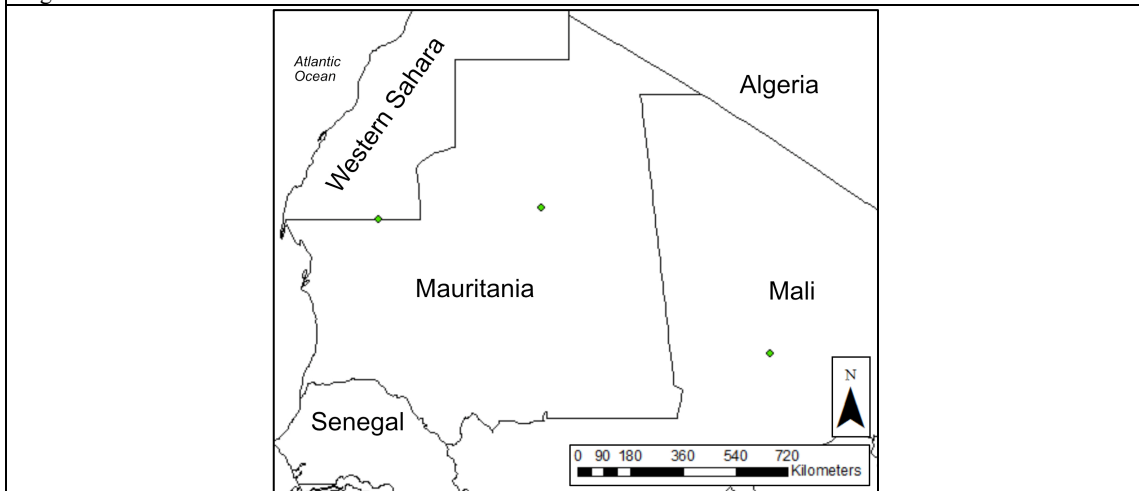 Atlantic
Ocean
Western Sahara
Algeria
Mauritania
Mali
Senegal
N
0 90 180 360 540 720
Kilometers